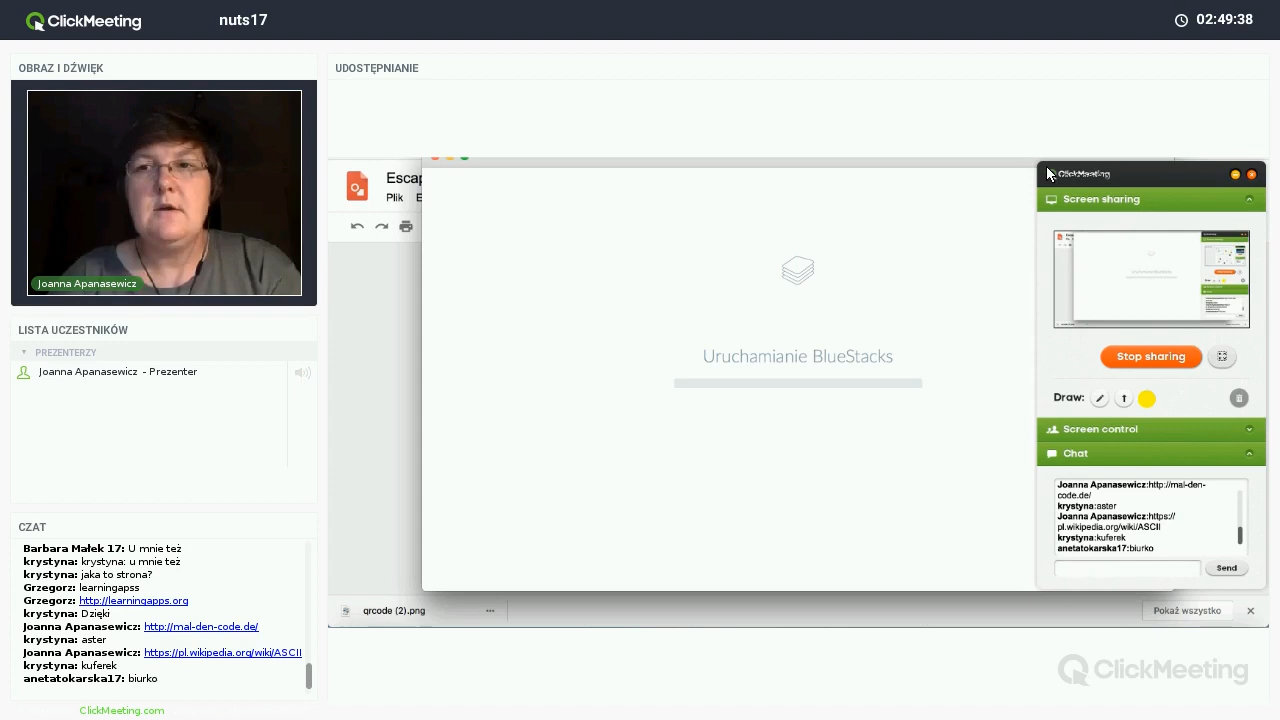 ClickMeeting
nuts17
02:49:38
OBRAZ I DŹWIĘK
Joanna Apanasewicz
LISTA UCZESTNIKÓW
PREZENTERZY
Joanna Apanasewicz - Prezenter
CZAT
Barbara Małek 17: U mnie też
krystyna: krystyna: u mnie też
krystyna: jaka to strona?
Grzegorz: learningapss
Grzegorz: http://learningapps.org
krystyna: Dzięki
Joanna Apanasewicz: http://mal-den-code.de/
krystyna: aster
Joanna Apanasewicz: https://pl.wikipedia.org/wiki/ASCII
krystyna: kuferek
anetatokarska17: biurko
ClickMeeting.com
UDOSTĘPNIANIE
Escap
Plik E
Uruchamianie BlueStacks
ClickMeeting
Screen sharing
Stop sharing
Draw:
Screen control
Chat
Joanna Apanasewicz:http://mal-den-
code.de/
krystyna:aster
Joanna Apanasewicz:https://
pl.wikipedia.org/wiki/ASCII
krystyna:kuferek
anetatokarska17:biurko
Send
qrcode (2).png
Pokaż wszystko
ClickMeeting